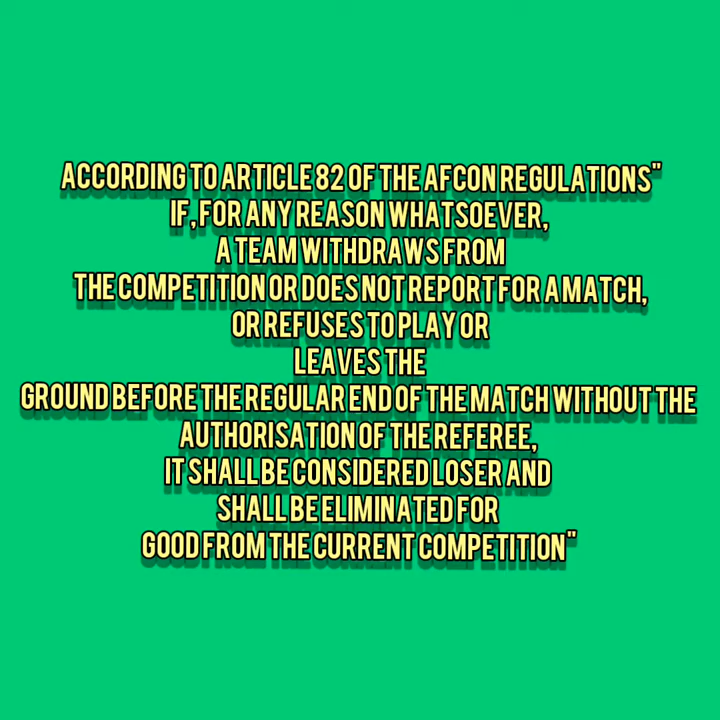 ACCORDING TO ARTICLE 82 OF THE AFCON REGULATIONS"
IF, FOR ANY REASON WHATSOEVER,
A TEAM WITHDRAWS FROM
THE COMPETITION OR DOES NOT REPORT FOR A MATCH,
OR REFUSES TO PLAY OR
LEAVES THE
GROUND BEFORE THE REGULAR END OF THE MATCH WITHOUT THE
AUTHORISATION OF THE REFEREE,
IT SHALL BE CONSIDERED LOSER AND
SHALL BE ELIMINATED FOR
GOOD FROM THE CURRENT COMPETITION"